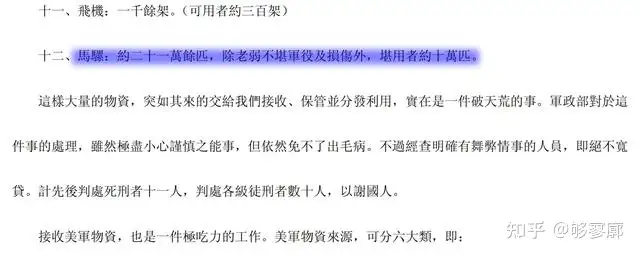 十一、飛機：一千餘架。（可用者約三百架）
十二、馬騾：約二十一萬餘匹，除老弱不堪軍役及損傷外，堪用者約十萬匹。
這樣大量的物資，突如其來的交給我們接收、保管並分發利用，實在是一件破天荒的事。軍政部對於這
件事的處理，雖然極盡小心謹慎之能事，但依然免不了出毛病。不過經查明確有舞弊情事的人員，即絕不寬
貸。計先後判處死刑者十一人，判處各級徒刑者數十人，以謝國人。
接收美軍物資，也是一件極吃力的工作。美軍物資來源，可分六大類，即：
知乎 @够寥廓